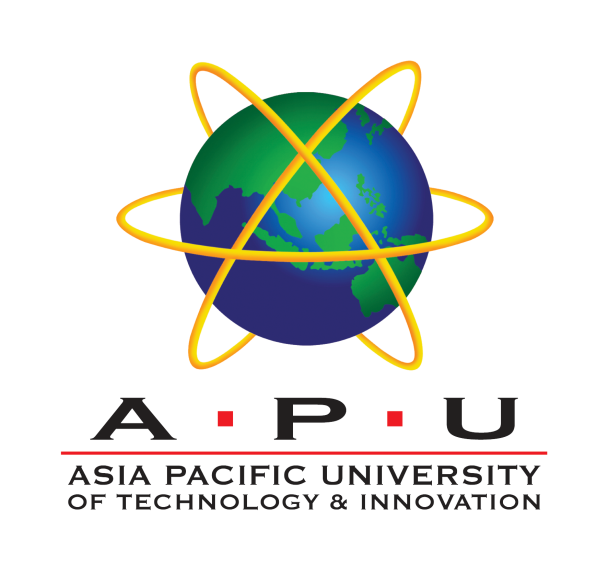 A · P · U
ASIA PACIFIC UNIVERSITY
OF TECHNOLOGY & INNOVATION